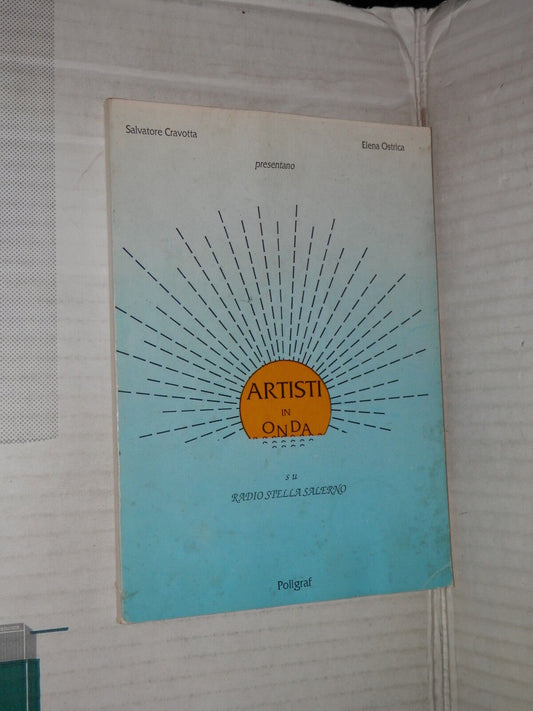 Salvatore Cravotta
Elena Ostrica
presentano
ARTISTI
IN
ONDA
su
RADIO STELLA SALERNO
Poligraf